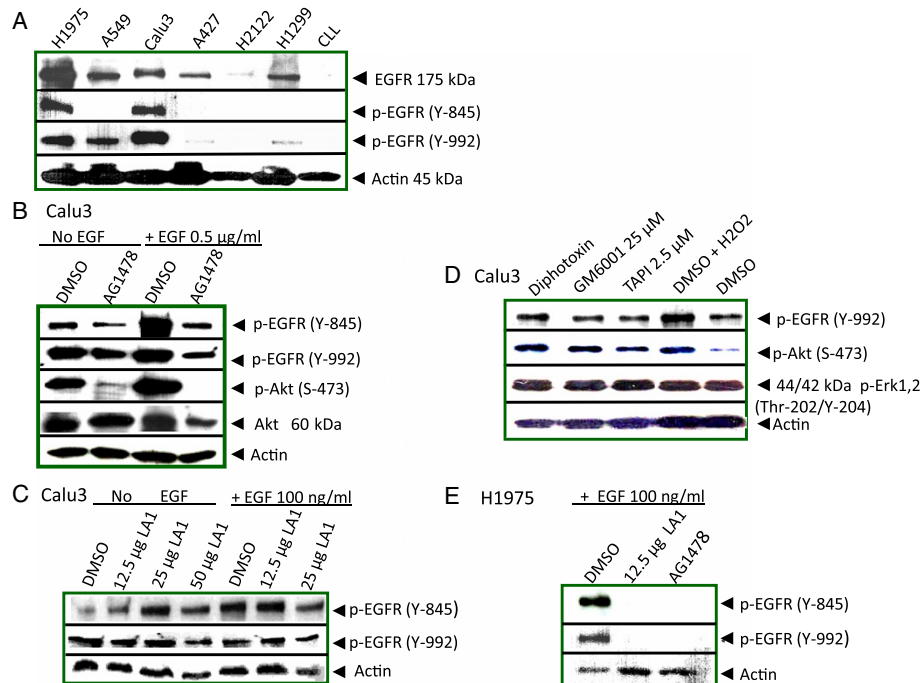 A
H1975 A549 Calu3 A427 H2122 H1299 CLL
EGFR 175 kDa
p-EGFR (Y-845)
p-EGFR (Y-992)
Actin 45 kDa
B Calu3
No EGF + EGF 0.5 µg/ml
DMSO AG1478 DMSO AG1478
p-EGFR (Y-845)
p-EGFR (Y-992)
p-Akt (S-473)
Akt 60 kDa
Actin
C Calu3 No EGF + EGF 100 ng/ml
DMSO 12.5 µg LA1 25 µg LA1 50 µg LA1 DMSO 12.5 µg LA1 25 µg LA1
p-EGFR (Y-845)
p-EGFR (Y-992)
Actin
D Calu3
Diphotoxin GM6001 25 µM TAPI 2.5 µM DMSO + H2O2 DMSO
p-EGFR (Y-992)
p-Akt (S-473)
44/42 kDa p-Erk1,2
(Thr-202/Y-204)
Actin
E H1975 + EGF 100 ng/ml
DMSO 12.5 µg LA1 AG1478
p-EGFR (Y-845)
p-EGFR (Y-992)
Actin